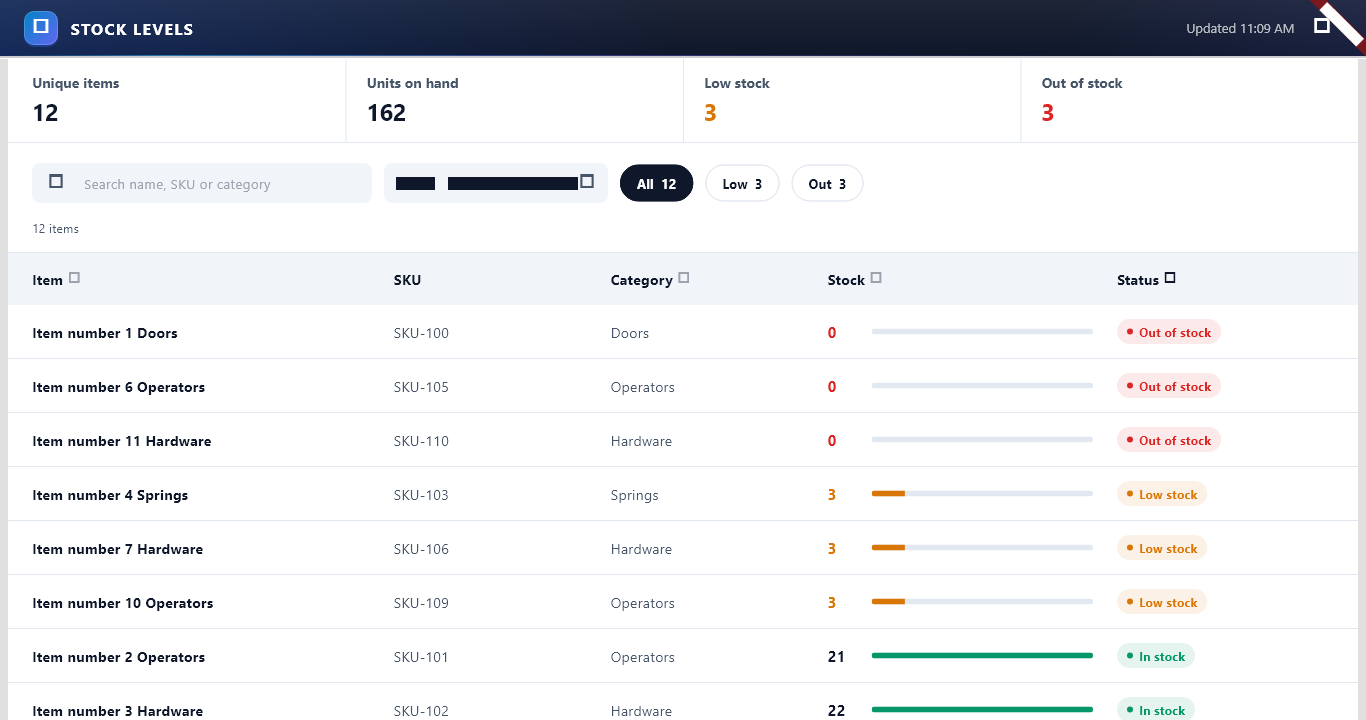 STOCK LEVELS
Updated 11:09 AM
Unique items
12
Units on hand
162
Low stock
3
Out of stock
3
Search name, SKU or category
All 12
Low 3
Out 3
12 items
Item SKU Category Stock Status
Item number 1 Doors SKU-100 Doors 0 Out of stock
Item number 6 Operators SKU-105 Operators 0 Out of stock
Item number 11 Hardware SKU-110 Hardware 0 Out of stock
Item number 4 Springs SKU-103 Springs 3 Low stock
Item number 7 Hardware SKU-106 Hardware 3 Low stock
Item number 10 Operators SKU-109 Operators 3 Low stock
Item number 2 Operators SKU-101 Operators 21 In stock
Item number 3 Hardware SKU-102 Hardware 22 In stock